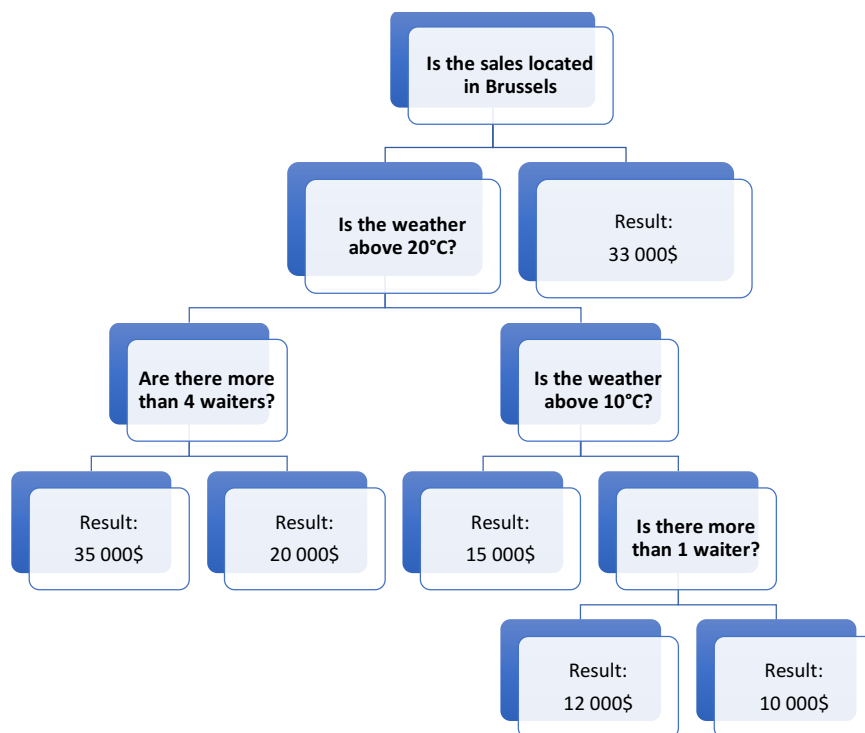 Is the sales located
in Brussels
Is the weather
above 20°C?
Result:
33 000$
Are there more
than 4 waiters?
Is the weather
above 10°C?
Result:
35 000$
Result:
20 000$
Result:
15 000$
Is there more
than 1 waiter?
Result:
12 000$
Result:
10 000$